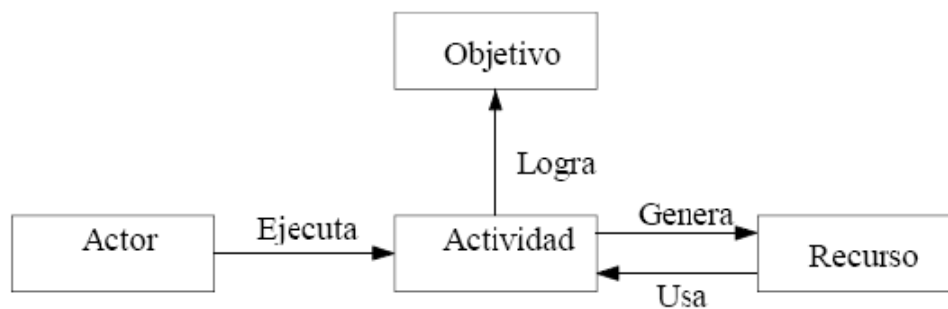 Objetivo
Logra
Actor
Ejecuta
Actividad
Genera
Usa
Recurso